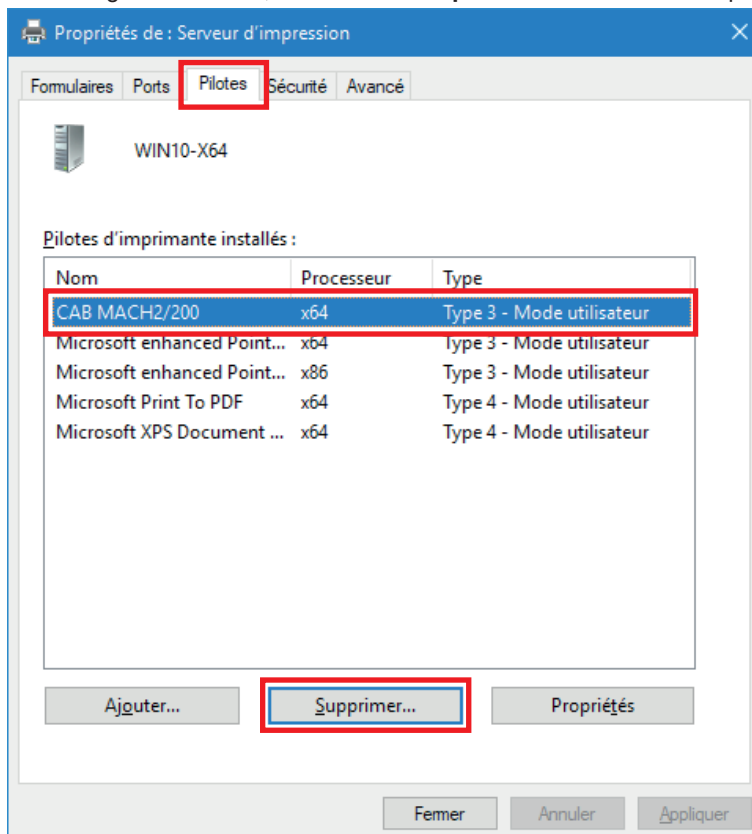 Propriétés de : Serveur d'impression
Formulaires Ports Pilotes Sécurité Avancé
WIN10-X64
Pilotes d'imprimante installés :
Nom Processeur Type
CAB MACH2/200 x64 Type 3 - Mode utilisateur
Microsoft enhanced Point... x64 Type 3 - Mode utilisateur
Microsoft enhanced Point... x86 Type 3 - Mode utilisateur
Microsoft Print To PDF x64 Type 4 - Mode utilisateur
Microsoft XPS Document ... x64 Type 4 - Mode utilisateur
Ajouter... Supprimer... Propriétés
Fermer Annuler Appliquer